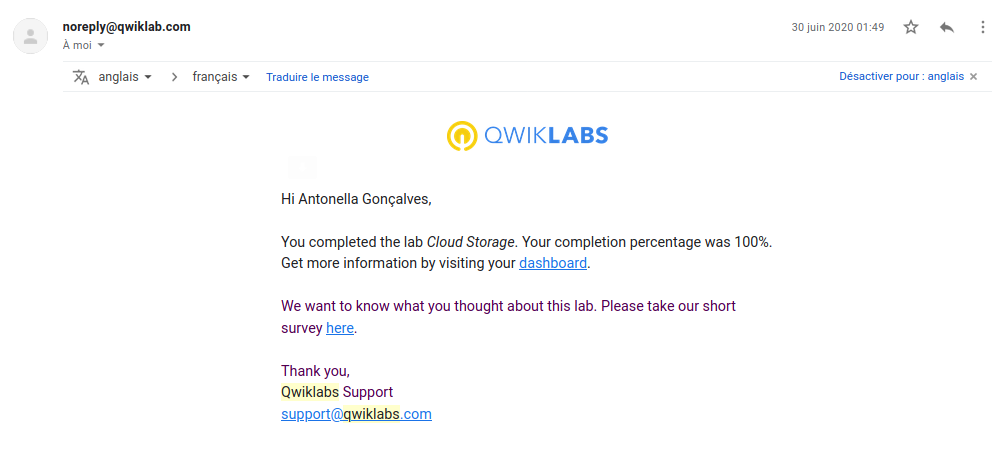 noreply@qwiklab.com
30 juin 2020 01:49
À moi
anglais
français
Traduire le message
Désactiver pour : anglais ×
QWIKLABS
Hi Antonella Gonçalves,
You completed the lab Cloud Storage. Your completion percentage was 100%.
Get more information by visiting your dashboard.
We want to know what you thought about this lab. Please take our short
survey here.
Thank you,
Qwiklabs Support
support@qwiklabs.com